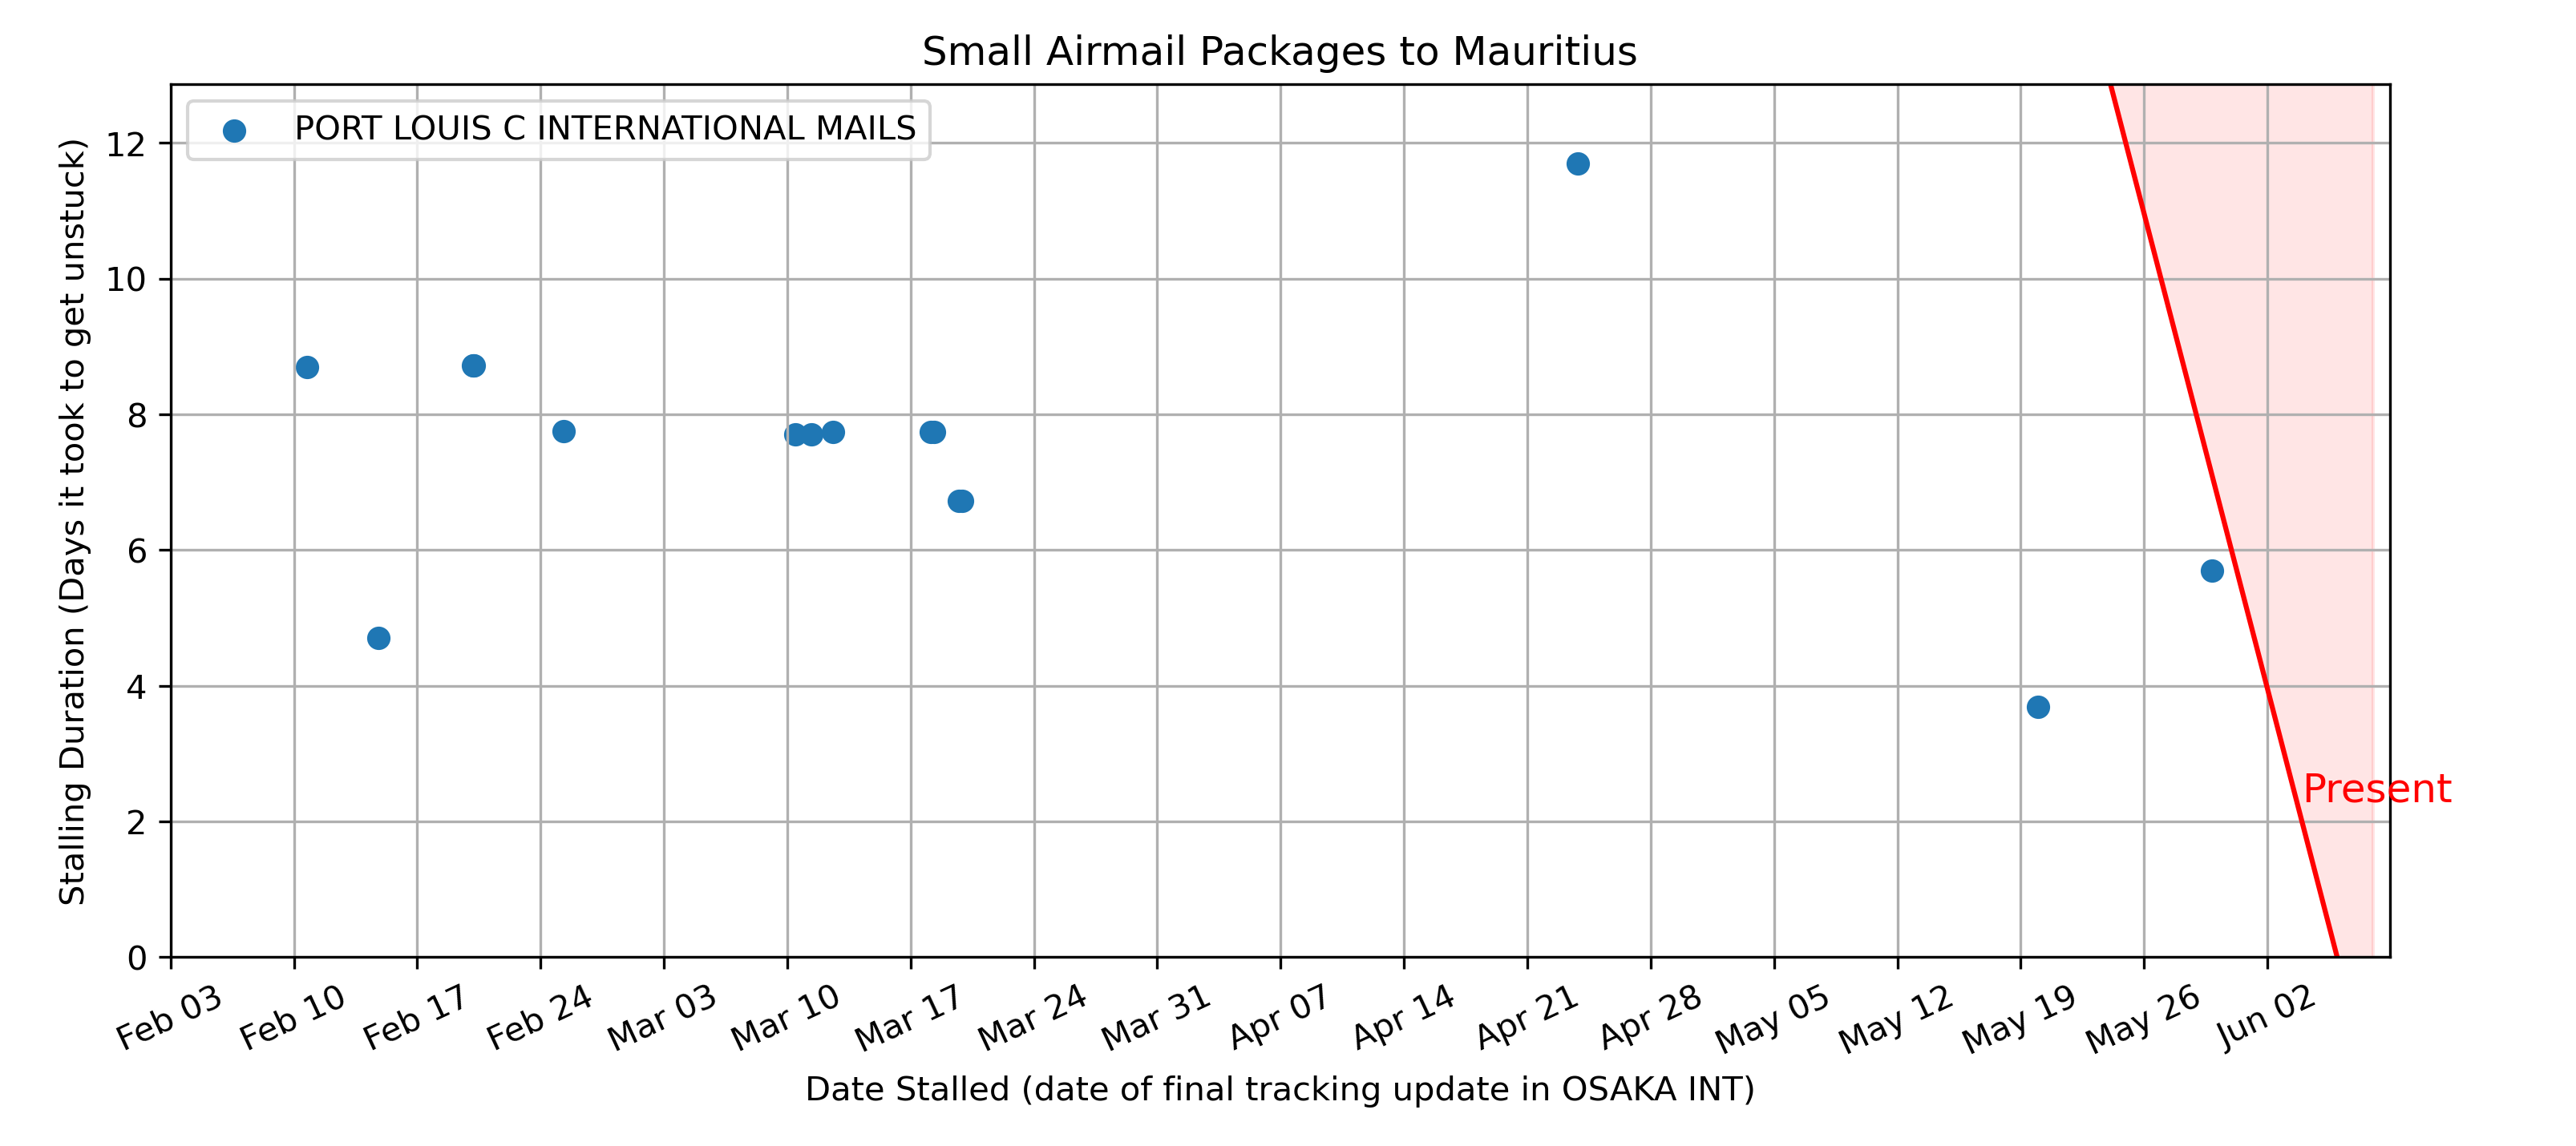 Small Airmail Packages to Mauritius
PORT LOUIS C INTERNATIONAL MAILS
Stalling Duration (Days it took to get unstuck)
12
10
8
6
4
2
0
Present
Feb 03
Feb 10
Feb 17
Feb 24
Mar 03
Mar 10
Mar 17
Mar 24
Mar 31
Apr 07
Apr 14
Apr 21
Apr 28
May 05
May 12
May 19
May 26
Jun 02
Date Stalled (date of final tracking update in OSAKA INT)